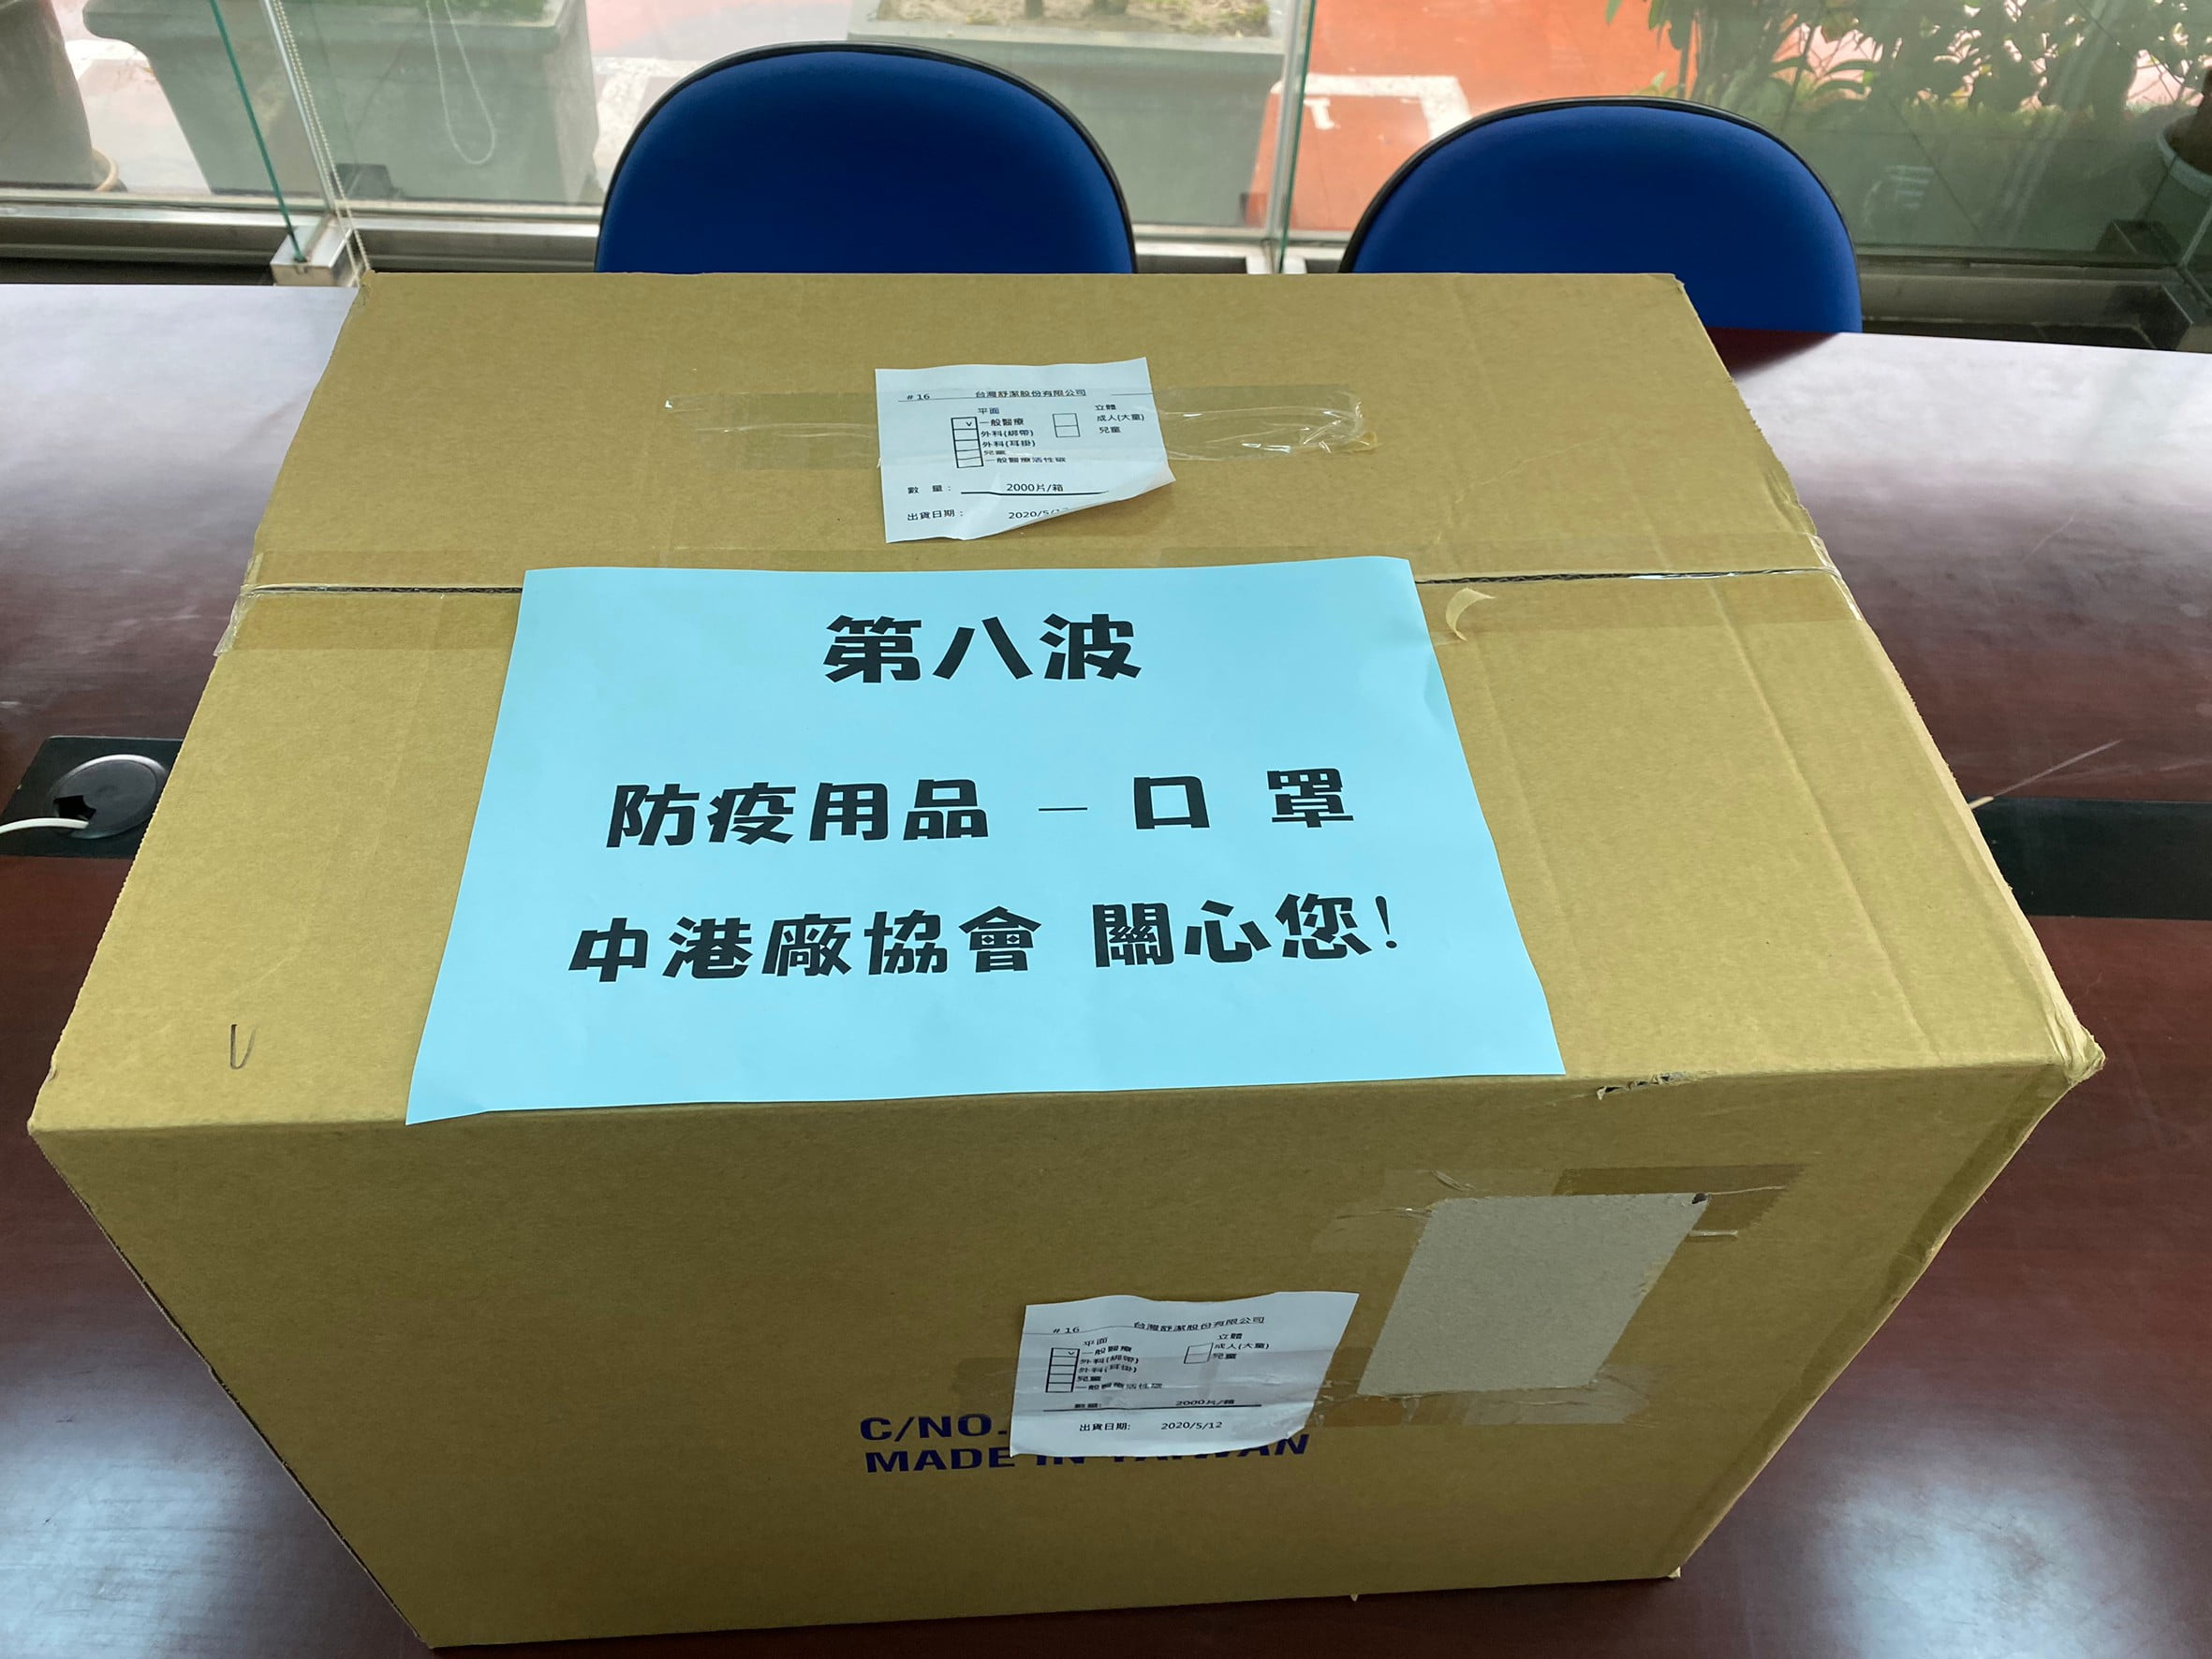 # 16 台灣舒潔股份有限公司
平面 立體
v 一般醫療 成人(大童)
外科(綁帶) 兒童
外科(耳掛)
兒童
一般醫療活性碳
數 量： 2000片/箱
出貨日期： 2020/5/12
第八波
防疫用品 － 口 罩
中港廠協會 關心您！
# 16 台灣舒潔股份有限公司
平面 立體
v 一般醫療 成人(大童)
外科(綁帶) 兒童
外科(耳掛)
兒童
一般醫療活性碳
數量: 2000片/箱
出貨日期: 2020/5/12
C/NO.
MADE IN TAIWAN